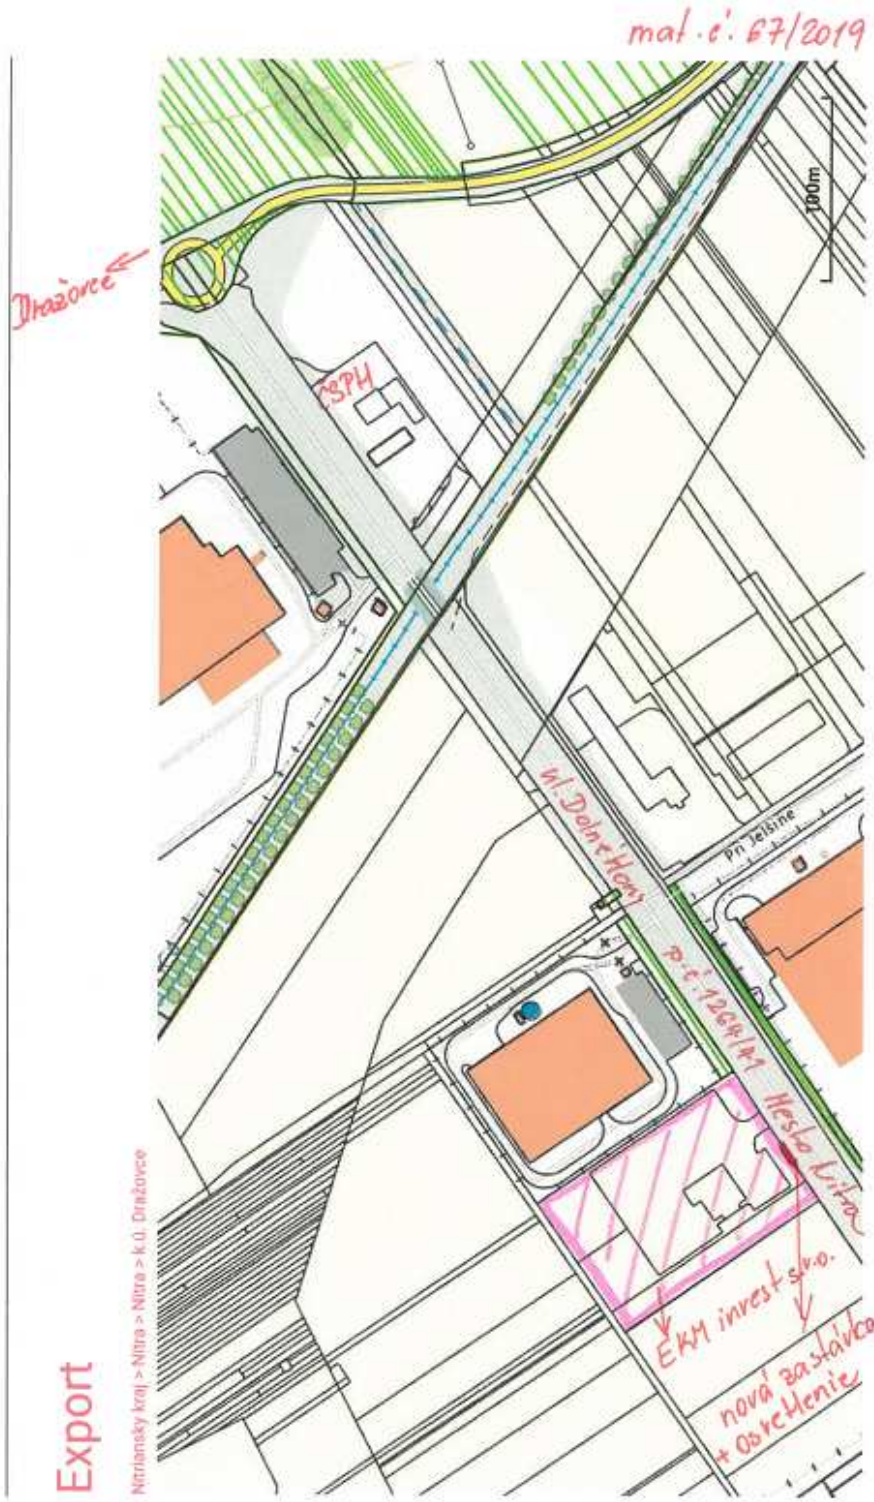 mat. č. 67/2019
Export
Nitriansky kraj > Nitra > Nitra > k.ú. Dražovce
Dražovce
ČSPH
100m
ul. Dolné Hony
Pri Jelšine
p.č. 1264/41
Mesto Nitra
EKM invest s.r.o.
nová zastávka
+ osvetlenie